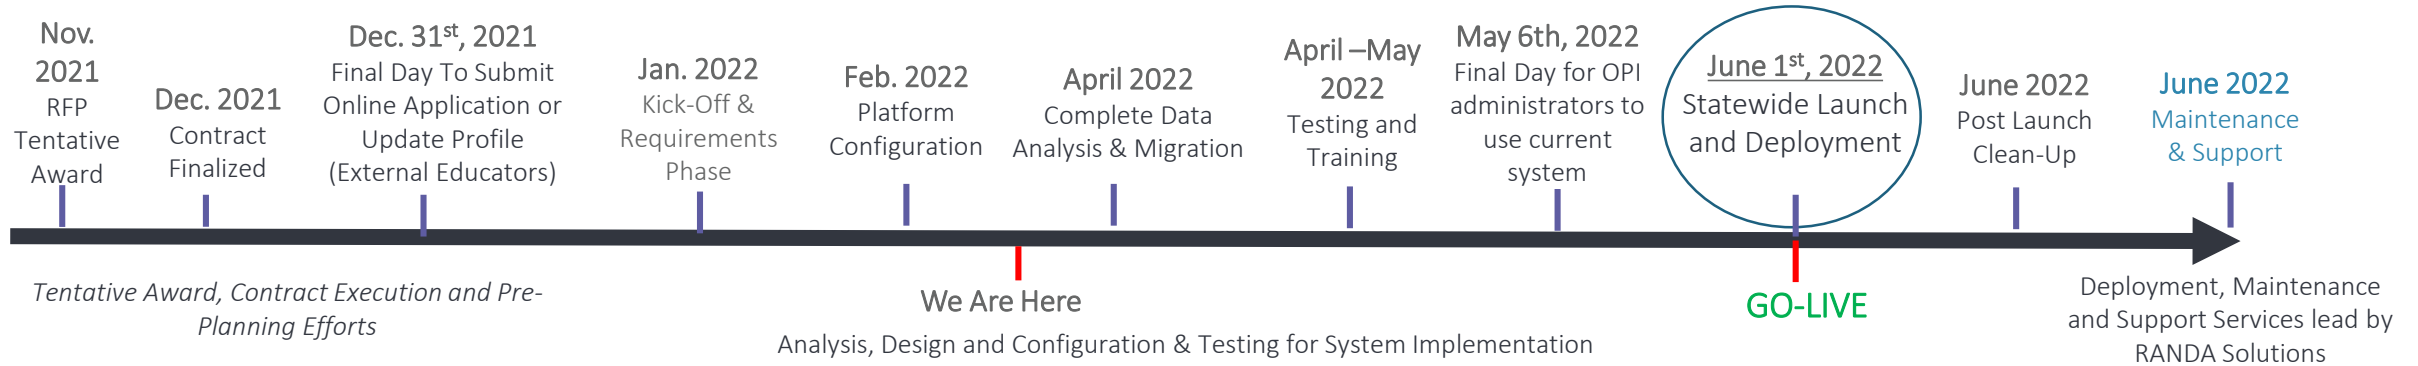 Nov.
2021
RFP
Tentative
Award
Dec. 2021
Contract
Finalized
Dec. 31st, 2021
Final Day To Submit
Online Application or
Update Profile
(External Educators)
Jan. 2022
Kick-Off &
Requirements
Phase
Feb. 2022
Platform
Configuration
April 2022
Complete Data
Analysis & Migration
April –May
2022
Testing and
Training
May 6th, 2022
Final Day for OPI
administrators to
use current
system
June 1st, 2022
Statewide Launch
and Deployment
June 2022
Post Launch
Clean-Up
June 2022
Maintenance
& Support
Tentative Award, Contract Execution and Pre-
Planning Efforts
We Are Here
Analysis, Design and Configuration & Testing for System Implementation
GO-LIVE
Deployment, Maintenance
and Support Services lead by
RANDA Solutions